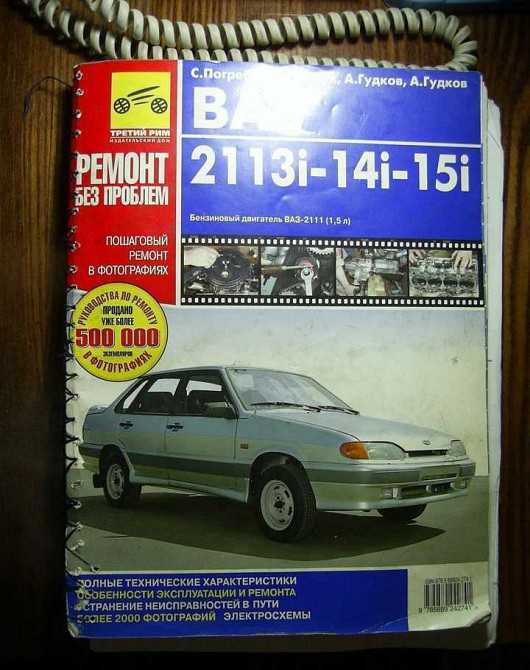 С. А.Гудков, А.Гудков
ТРЕТИЙ РИМ
ИЗДАТЕЛЬСКИЙ ДОМ
РЕМОНТ
БЕЗ ПРОБЛЕМ
2113i-14i-15i
Бензиновый двигатель ВАЗ-2111 (1,5 л)
ПОШАГОВЫЙ
РЕМОНТ
В ФОТОГРАФИЯХ
РУКОВОДСТВА ПО РЕМОНТУ
ПРОДАНО
УЖЕ БОЛЕЕ
500 000
ЭКЗЕМПЛЯРОВ
В ФОТОГРАФИЯХ
ПОЛНЫЕ ТЕХНИЧЕСКИЕ ХАРАКТЕРИСТИКИ
ОСОБЕННОСТИ ЭКСПЛУАТАЦИИ И РЕМОНТА
УСТРАНЕНИЕ НЕИСПРАВНОСТЕЙ В ПУТИ
БОЛЕЕ 2000 ФОТОГРАФИЙ ЭЛЕКТРОСХЕМЫ